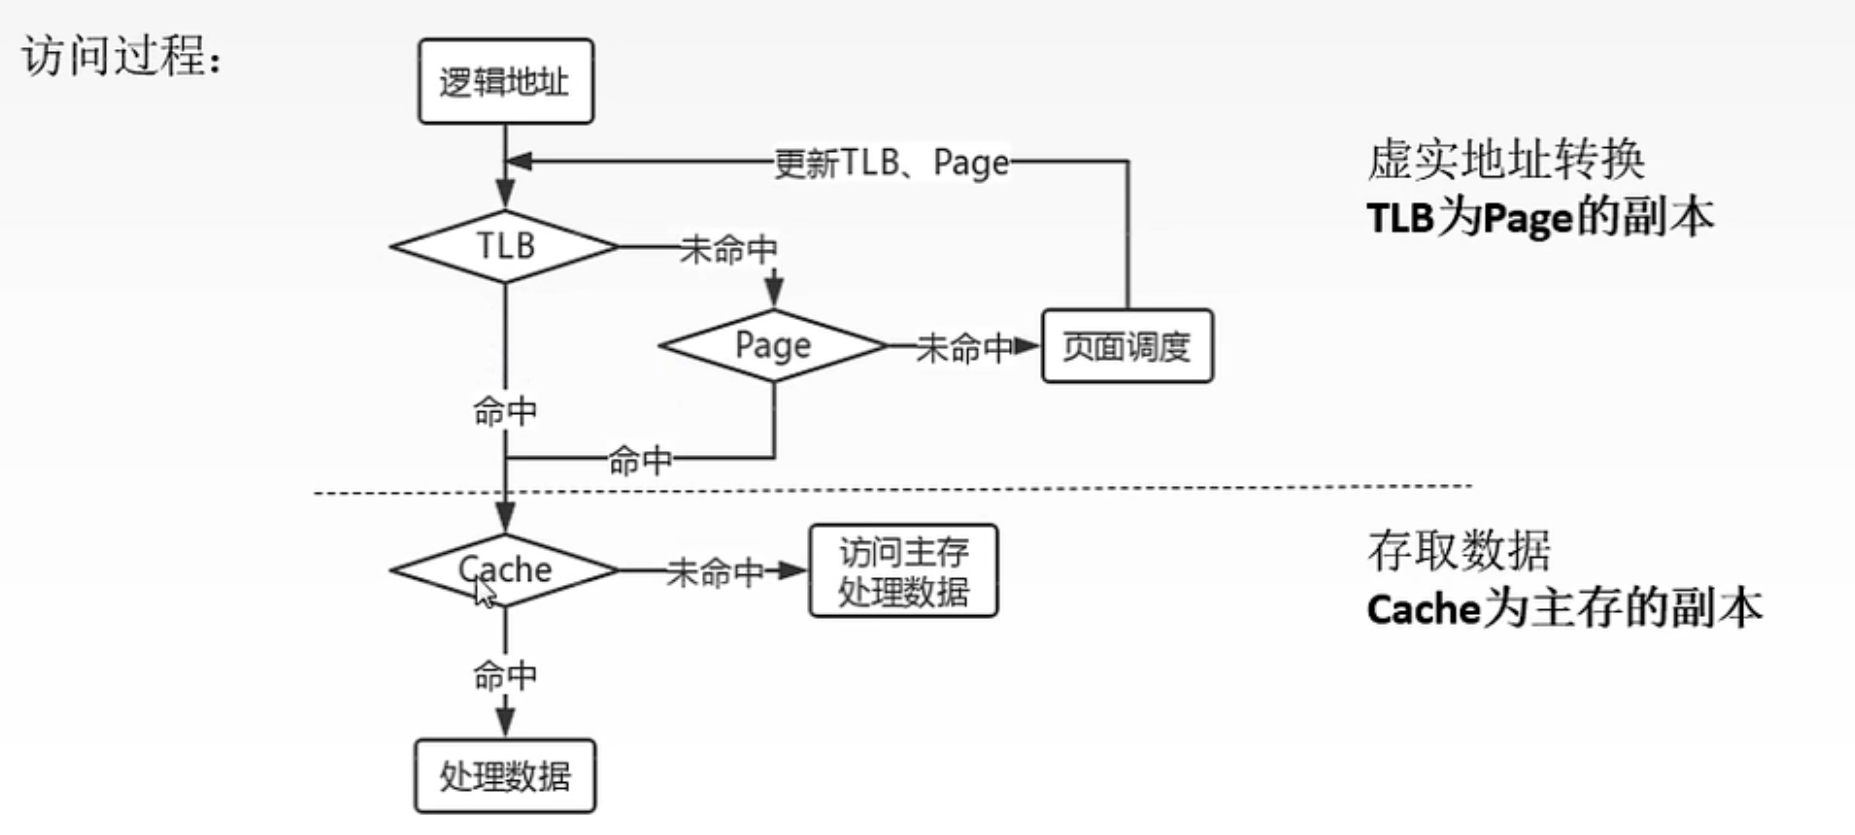 访问过程：
逻辑地址
更新TLB、Page
虚实地址转换
TLB为Page的副本
TLB
未命中
Page
未命中
页面调度
命中
命中
Cache
未命中
访问主存
处理数据
存取数据
Cache为主存的副本
命中
处理数据